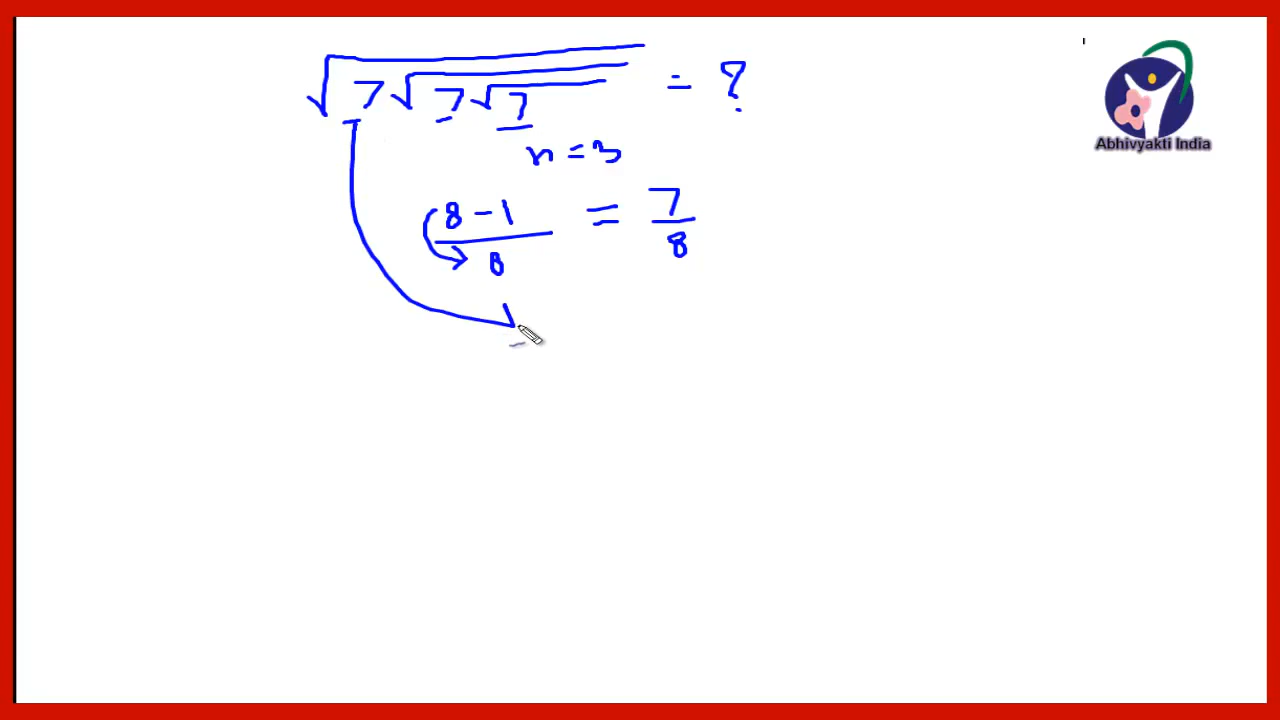 √7√7√7 = ?
n = 3
8 - 1 / 8 = 7 / 8
Abhivyakti India